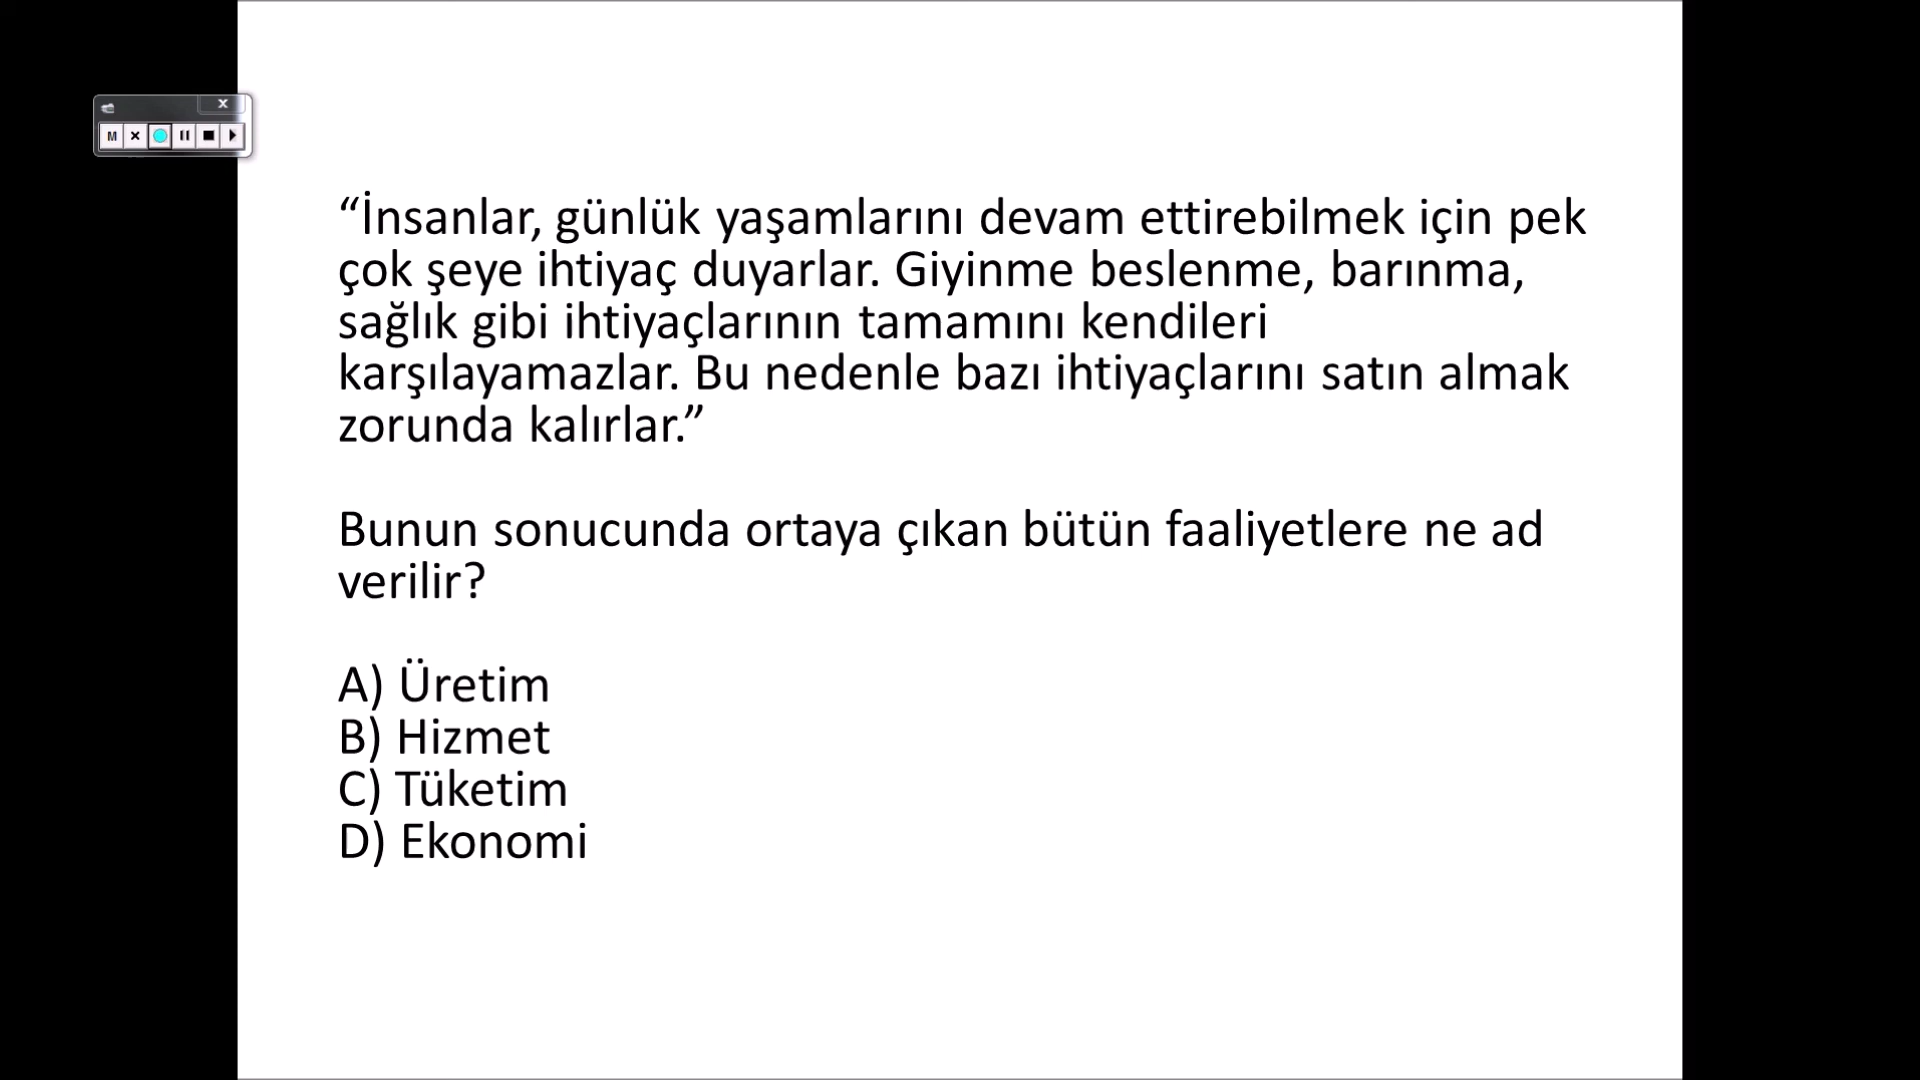 M
“İnsanlar, günlük yaşamlarını devam ettirebilmek için pek
çok şeye ihtiyaç duyarlar. Giyinme beslenme, barınma,
sağlık gibi ihtiyaçlarının tamamını kendileri
karşılayamazlar. Bu nedenle bazı ihtiyaçlarını satın almak
zorunda kalırlar.”
Bunun sonucunda ortaya çıkan bütün faaliyetlere ne ad
verilir?
A) Üretim
B) Hizmet
C) Tüketim
D) Ekonomi